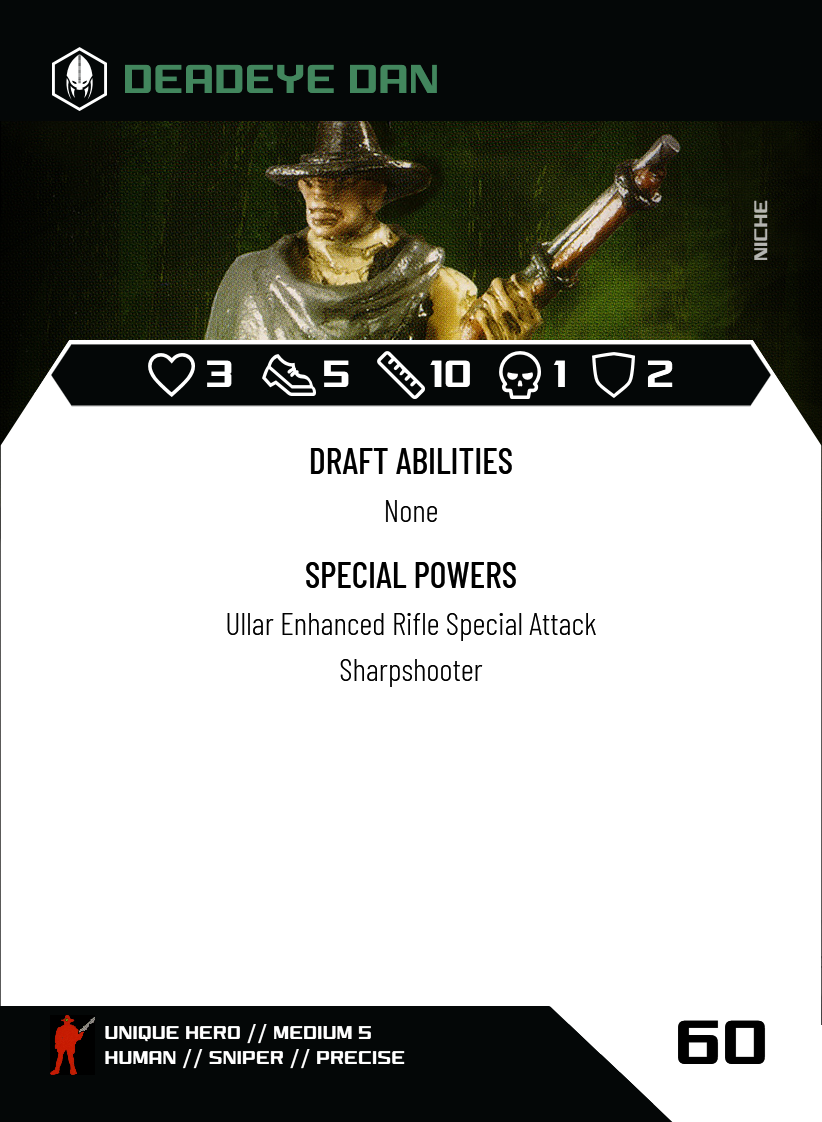 DEADEYE DAN
NICHE
3 5 10 1 2
DRAFT ABILITIES
None
SPECIAL POWERS
Ullar Enhanced Rifle Special Attack
Sharpshooter
UNIQUE HERO // MEDIUM 5
HUMAN // SNIPER // PRECISE
60